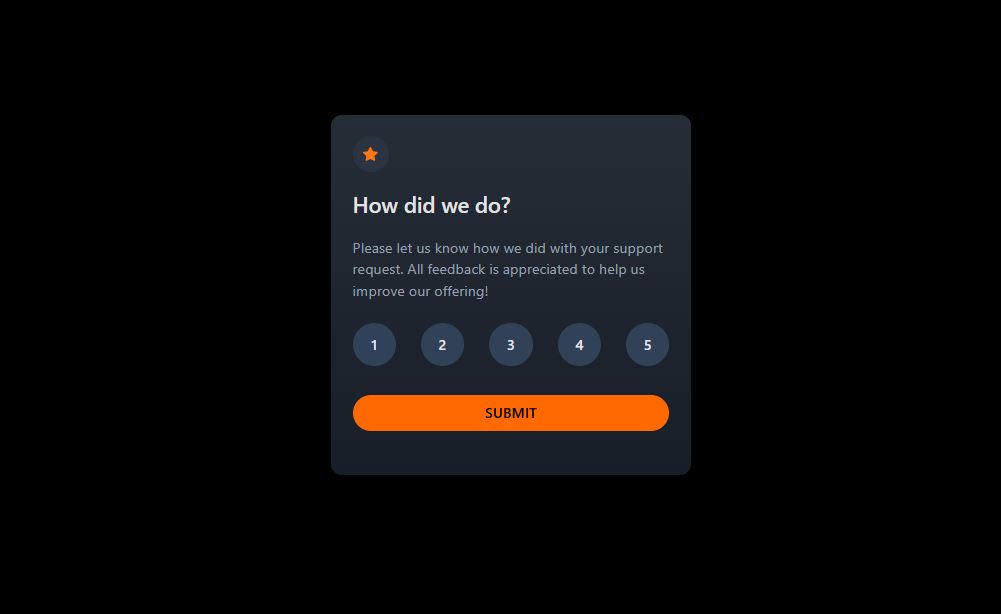 How did we do?
Please let us know how we did with your support
request. All feedback is appreciated to help us
improve our offering!
1 2 3 4 5
SUBMIT